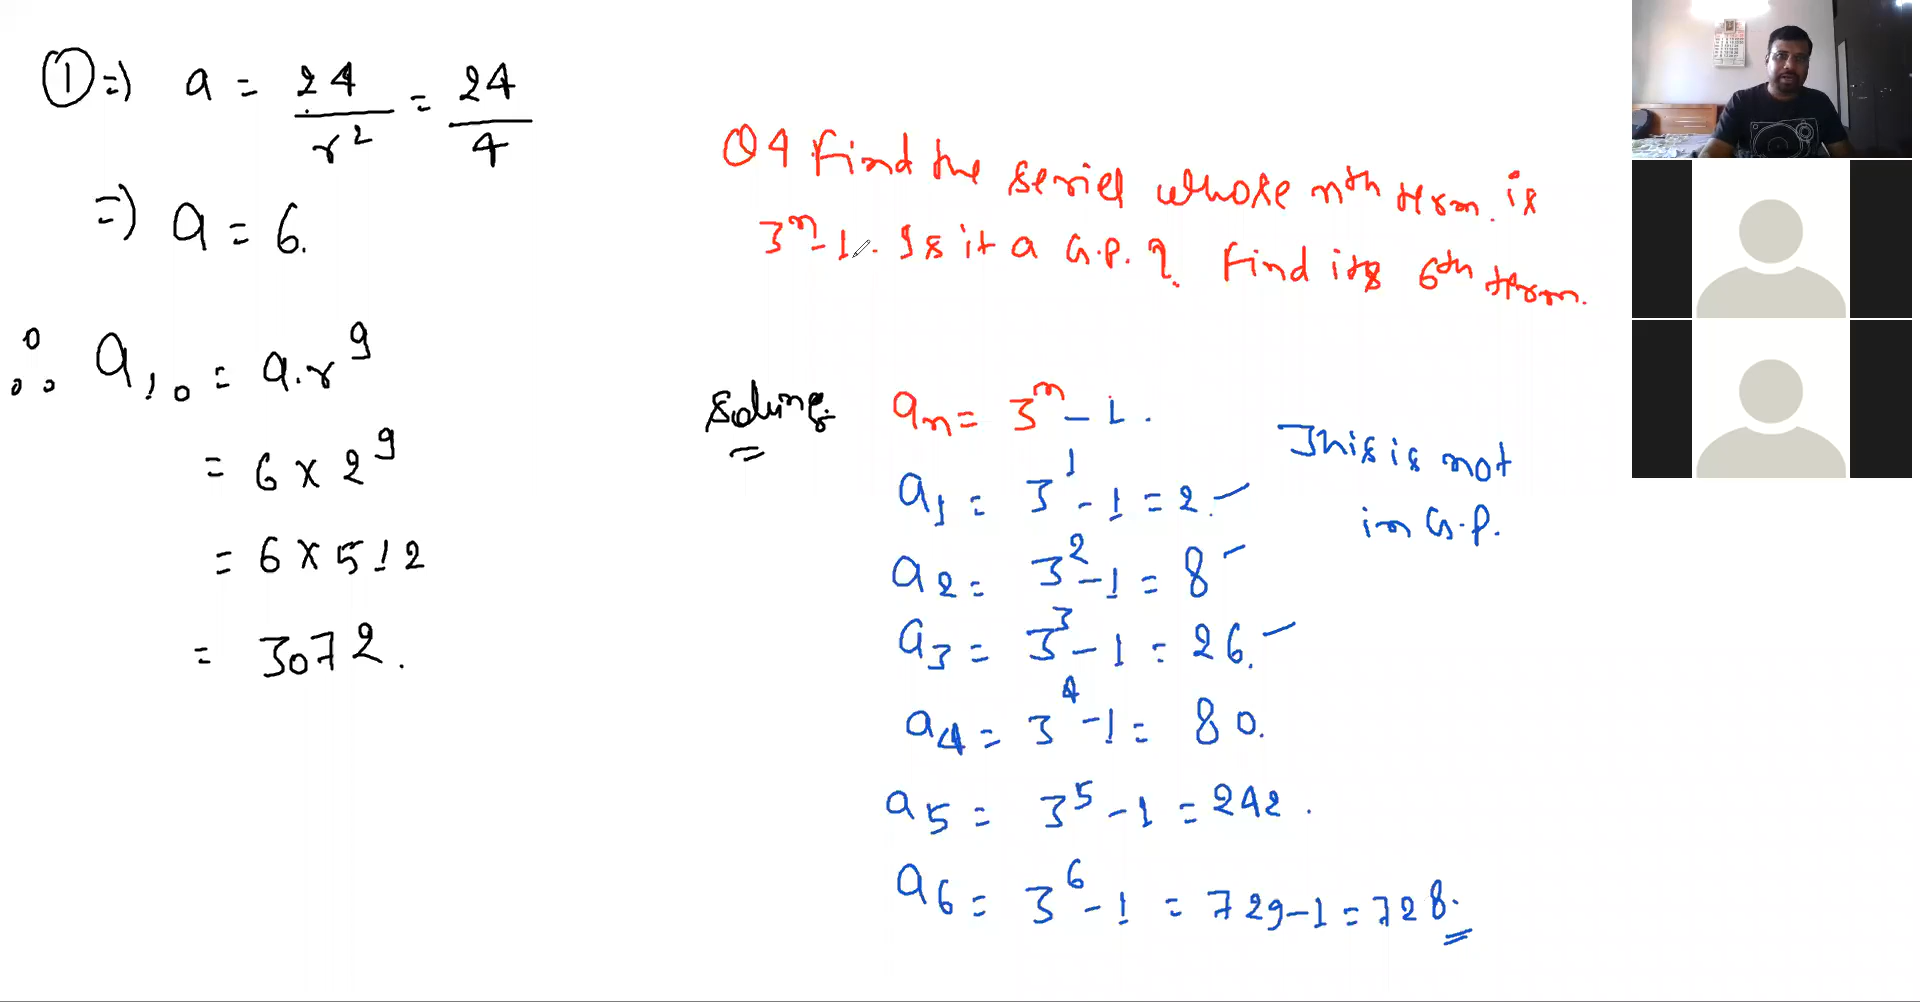 ① ⇒) a = 24/r² = 24/4
⇒) a = 6.
∴ a₁₀ = a.r⁹
= 6 × 2⁹
= 6 × 512
= 3072.
Q4 Find the series whose nth term. is
3ⁿ-1. Is it a G.P.? Find its 6th term.
aₙ = 3ⁿ - 1.
a₁ = 3¹ - 1 = 2.
a₂ = 3² - 1 = 8
a₃ = 3³ - 1 = 26.
a₄ = 3⁴ - 1 = 80.
a₅ = 3⁵ - 1 = 242.
a₆ = 3⁶ - 1 = 729-1 = 728.
This is not
in G.P.